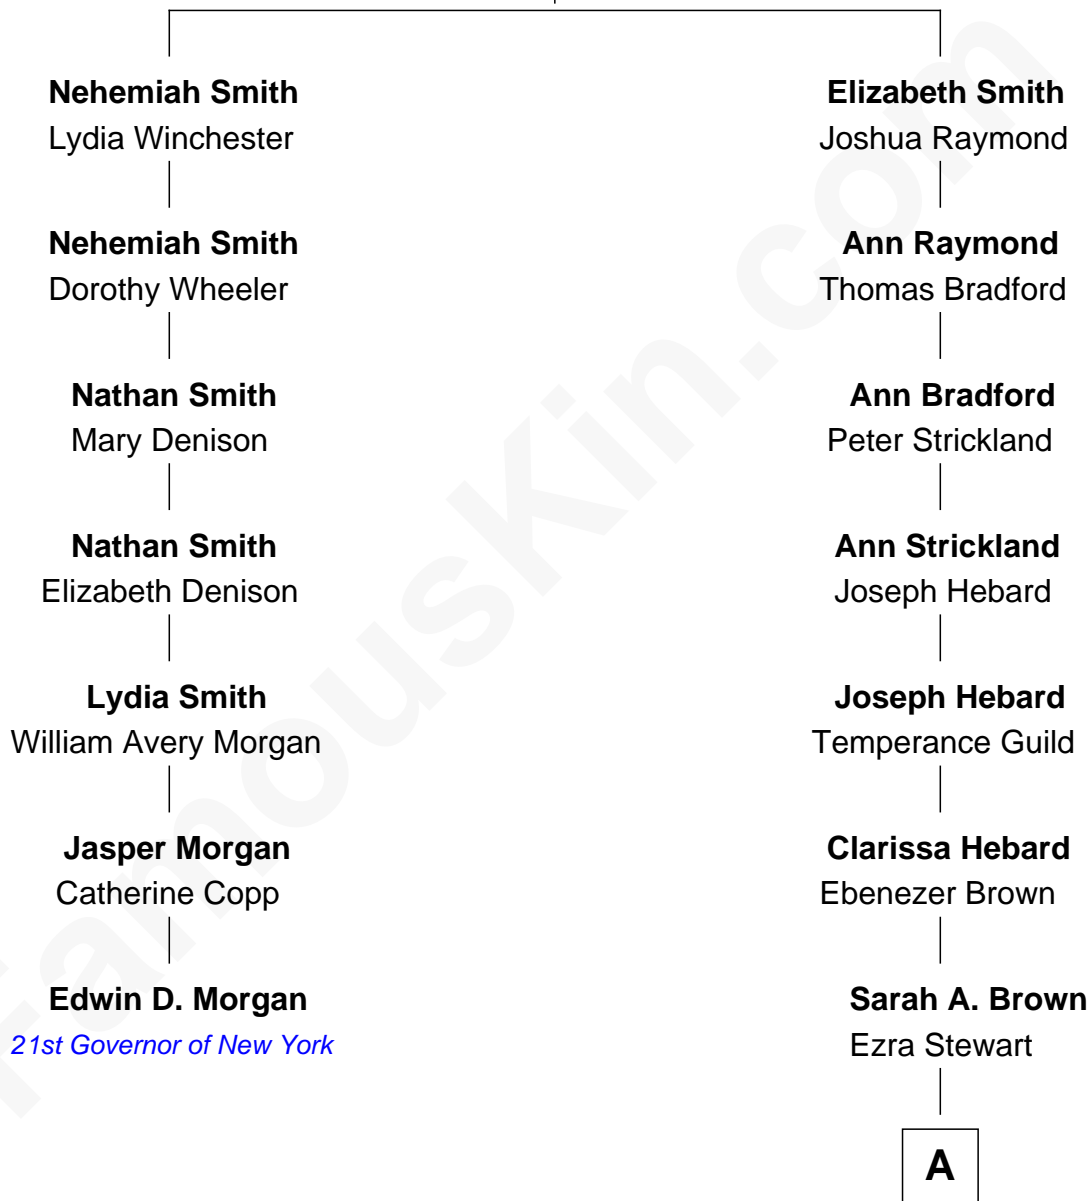 Nehemiah Smith
Lydia Winchester
Nehemiah Smith
Dorothy Wheeler
Nathan Smith
Mary Denison
Nathan Smith
Elizabeth Denison
Lydia Smith
William Avery Morgan
Jasper Morgan
Catherine Copp
Edwin D. Morgan
21st Governor of New York
Elizabeth Smith
Joshua Raymond
Ann Raymond
Thomas Bradford
Ann Bradford
Peter Strickland
Ann Strickland
Joseph Hebard
Joseph Hebard
Temperance Guild
Clarissa Hebard
Ebenezer Brown
Sarah A. Brown
Ezra Stewart
A
FamousKin.com